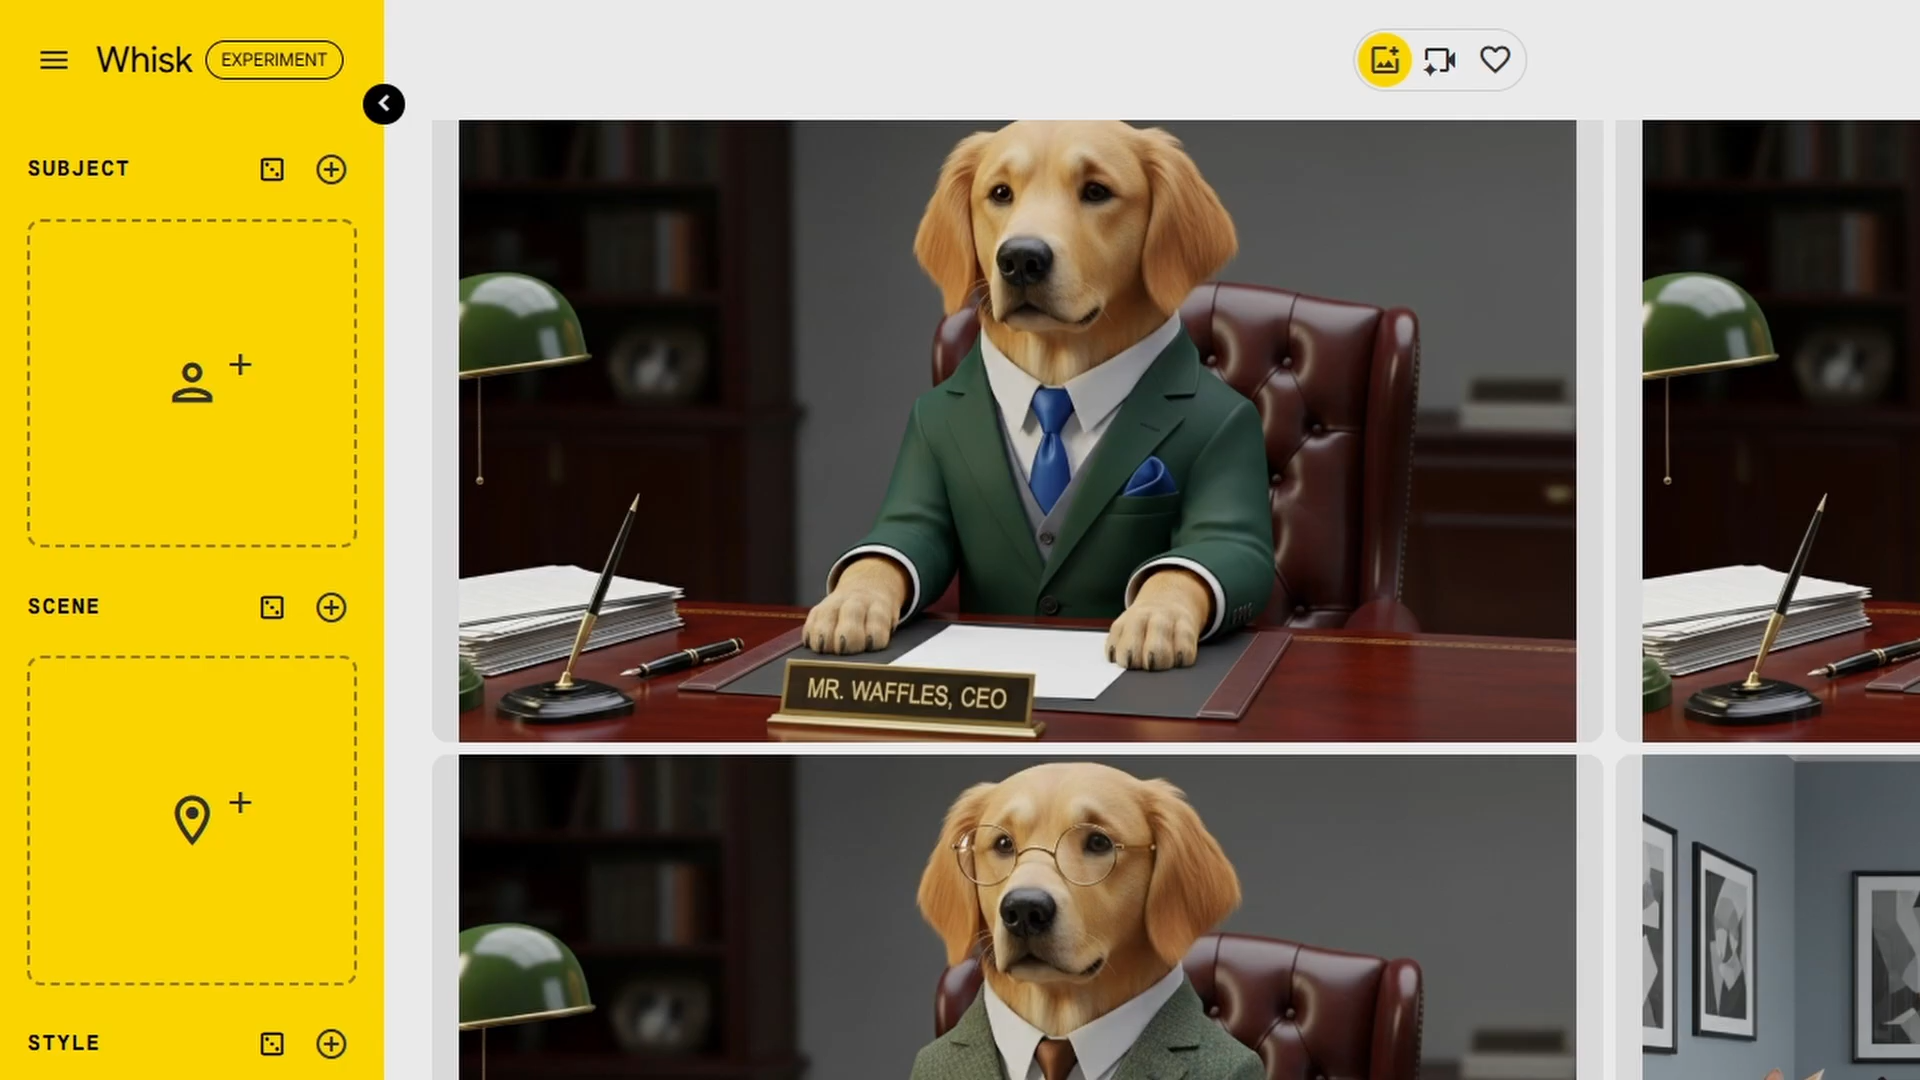 Whisk EXPERIMENT
SUBJECT
SCENE
STYLE
MR. WAFFLES, CEO